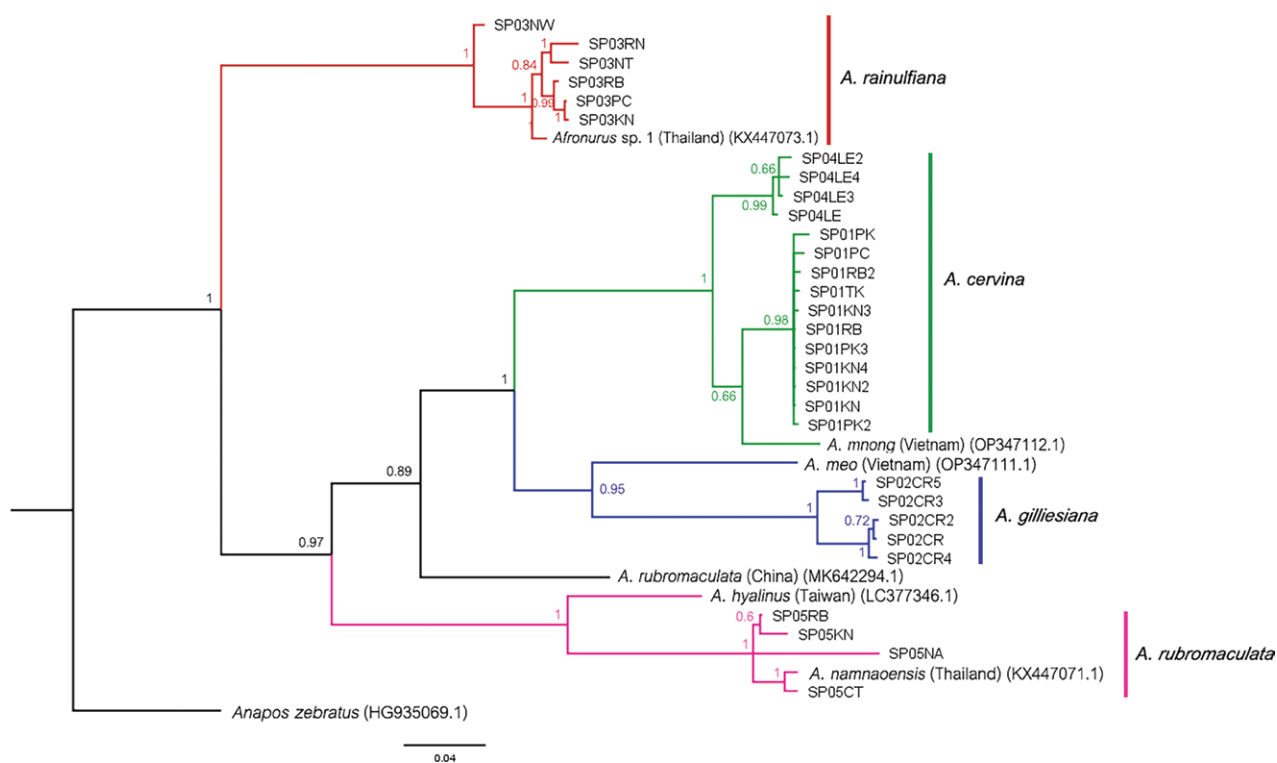 SP03NW
1
SP03RN
1
SP03NT
0.84
SP03RB
A. rainulfiana
1
0.99
SP03PC
1
SP03KN
1
Afronurus sp. 1 (Thailand) (KX447073.1)
SP04LE2
0.66
SP04LE4
SP04LE3
0.99
SP04LE
SP01PK
SP01PC
1
SP01RB2
A. cervina
SP01TK
1
SP01KN3
0.98
SP01RB
SP01PK3
SP01KN4
1
SP01KN2
0.66
SP01KN
SP01PK2
A. mnong (Vietnam) (OP347112.1)
A. meo (Vietnam) (OP347111.1)
0.89
SP02CR5
1
0.95
SP02CR3
1
A. gilliesiana
SP02CR2
0.72
SP02CR
0.97
1
SP02CR4
A. rubromaculata (China) (MK642294.1)
A. hyalinus (Taiwan) (LC377346.1)
1
SP05RB
0.6
SP05KN
1
SP05NA
A. rubromaculata
A. namnaoensis (Thailand) (KX447071.1)
1
SP05CT
Anapos zebratus (HG935069.1)
0.04